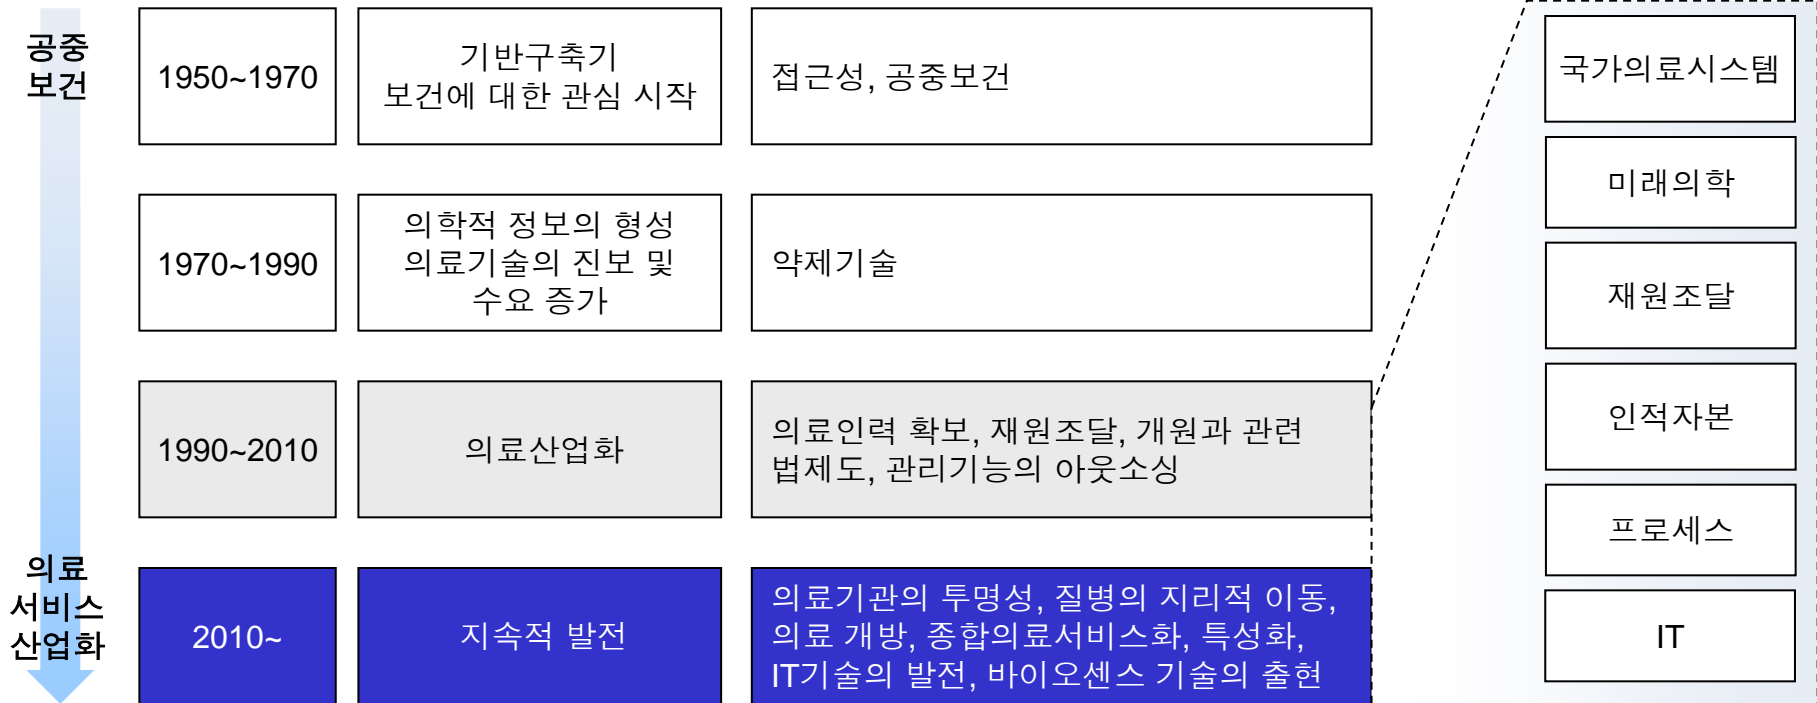 공중
보건
1950~1970
기반구축기
보건에 대한 관심 시작
접근성, 공중보건
1970~1990
의학적 정보의 형성
의료기술의 진보 및
수요 증가
약제기술
1990~2010
의료산업화
의료인력 확보, 재원조달, 개원과 관련
법제도, 관리기능의 아웃소싱
의료
서비스
산업화
2010~
지속적 발전
의료기관의 투명성, 질병의 지리적 이동,
의료 개방, 종합의료서비스화, 특성화,
IT기술의 발전, 바이오센스 기술의 출현
국가의료시스템
미래의학
재원조달
인적자본
프로세스
IT